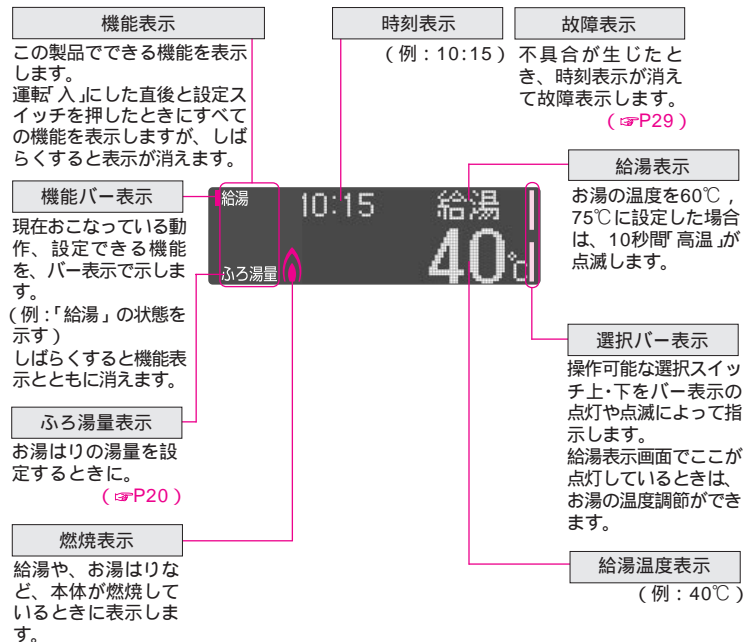 機能表示
この製品でできる機能を表示
します。
運転「入」にした直後と設定ス
イッチを押したときにすべて
の機能を表示しますが、しば
らくすると表示が消えます。
機能バー表示
現在おこなっている動
作、設定できる機能
を、バー表示で示しま
す。
(例:「給湯」の状態を
示す)
しばらくすると機能表
示とともに消えます。
ふろ湯量表示
お湯はりの湯量を設
定するときに。
(☞P20)
燃焼表示
給湯や、お湯はりな
ど、本体が燃焼して
いるときに表示しま
す。
時刻表示
(例:10:15)
給湯
10:15
給湯
40℃
ふろ湯量
故障表示
不具合が生じたと
き、時刻表示が消え
て故障表示します。
(☞P29)
給湯表示
お湯の温度を60℃,
75℃に設定した場合
は、10秒間「高温」が
点滅します。
選択バー表示
操作可能な選択スイッ
チ上・下をバー表示の
点灯や点滅によって指
示します。
給湯表示画面でここが
点灯しているときは、
お湯の温度調節ができ
ます。
給湯温度表示
(例:40℃)